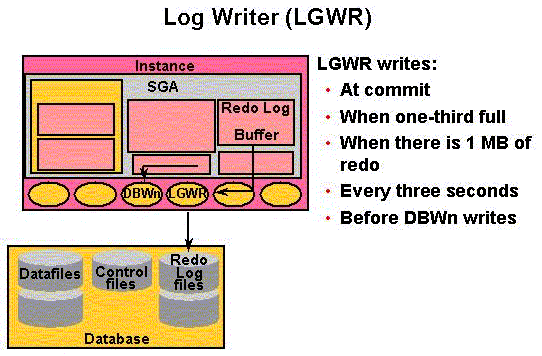 Log Writer (LGWR)
Instance
SGA
Redo Log
Buffer
DBWn
LGWR
Datafiles
Control
files
Redo
Log
files
Database
LGWR writes:
• At commit
• When one-third full
• When there is 1 MB of
redo
• Every three seconds
• Before DBWn writes